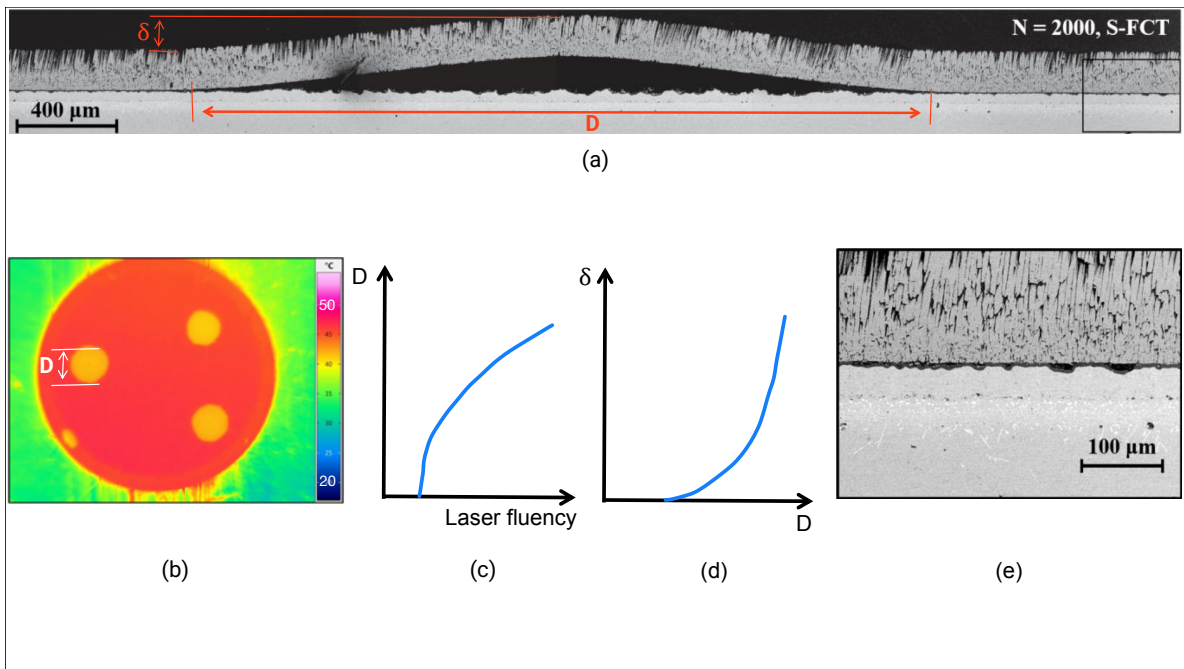 δ
N = 2000, S-FCT
400 µm
D
(a)
°C
50
45
40
35
30
25
20
D
(b)
D
Laser fluency
(c)
δ
D
(d)
100 µm
(e)